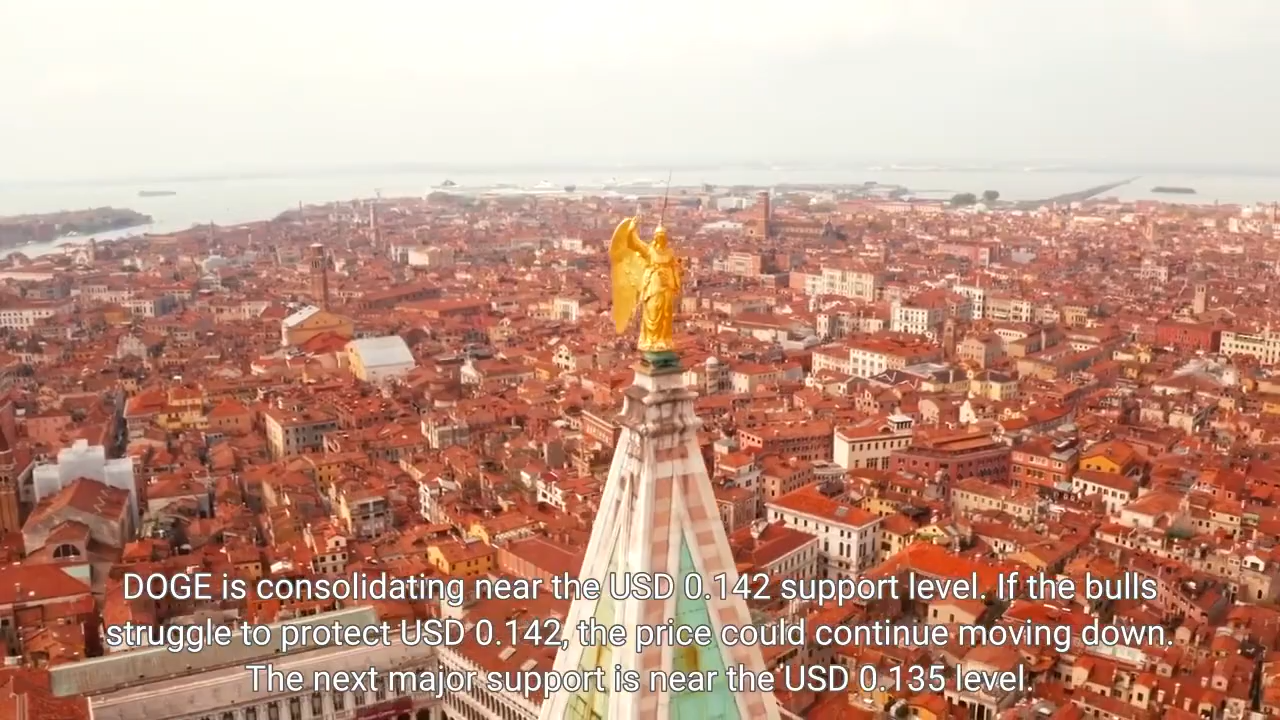 DOGE is consolidating near the USD 0.142 support level. If the bulls
struggle to protect USD 0.142, the price could continue moving down.
The next major support is near the USD 0.135 level.